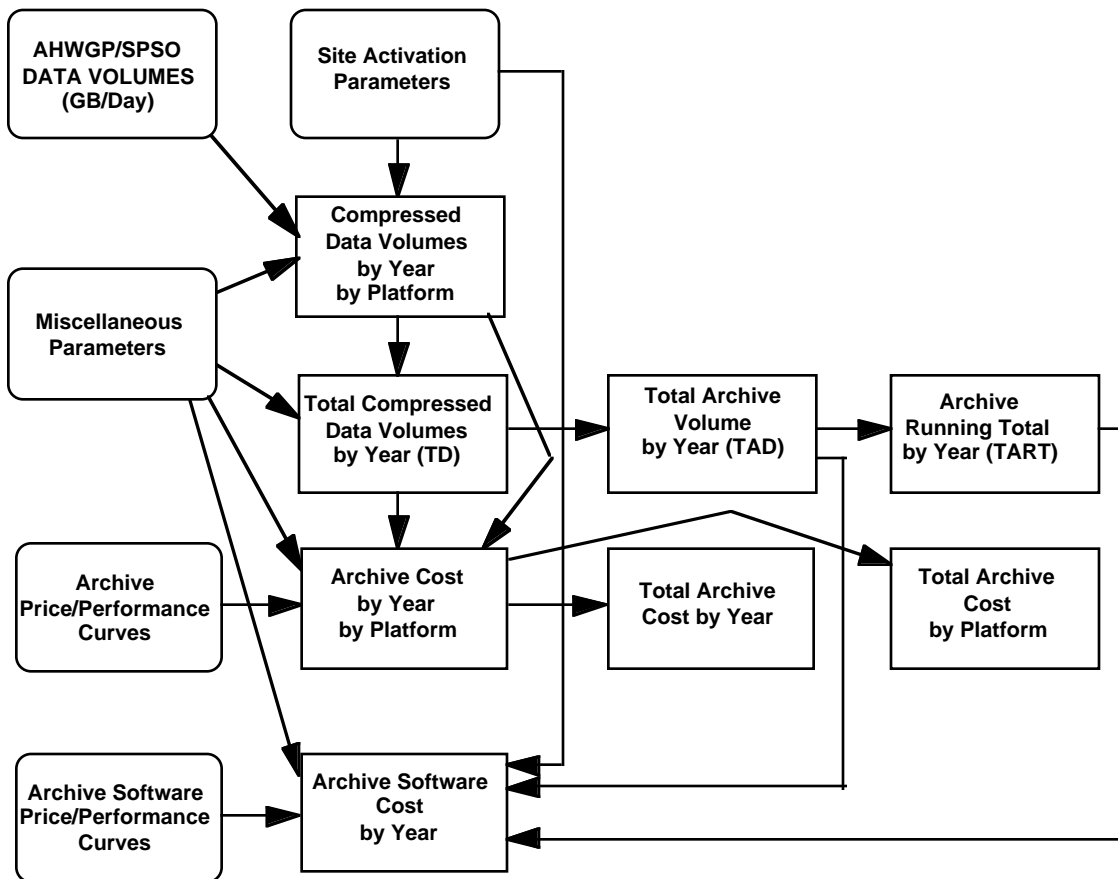 AHWGP/SPSO
DATA VOLUMES
(GB/Day)
Site Activation
Parameters
Compressed
Data Volumes
by Year
by Platform
Miscellaneous
Parameters
Total Compressed
Data Volumes
by Year (TD)
Total Archive
Volume
by Year (TAD)
Archive
Running Total
by Year (TART)
Archive
Price/Performance
Curves
Archive Cost
by Year
by Platform
Total Archive
Cost by Year
Total Archive
Cost
by Platform
Archive Software
Price/Performance
Curves
Archive Software
Cost
by Year